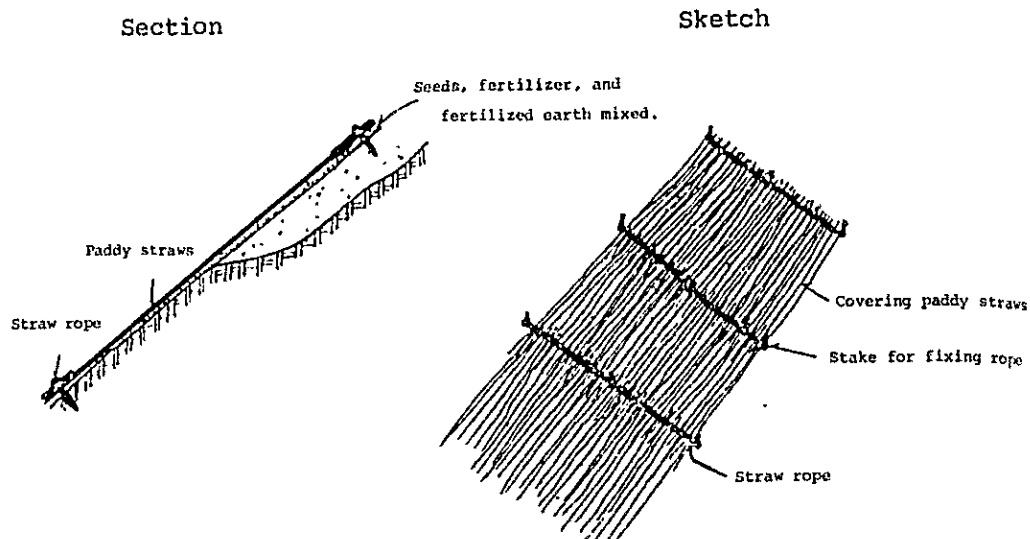 Section
Sketch
Seeds, fertilizer, and
fertilized earth mixed.
Paddy straws
Straw rope
Covering paddy straws
Stake for fixing rope
Straw rope